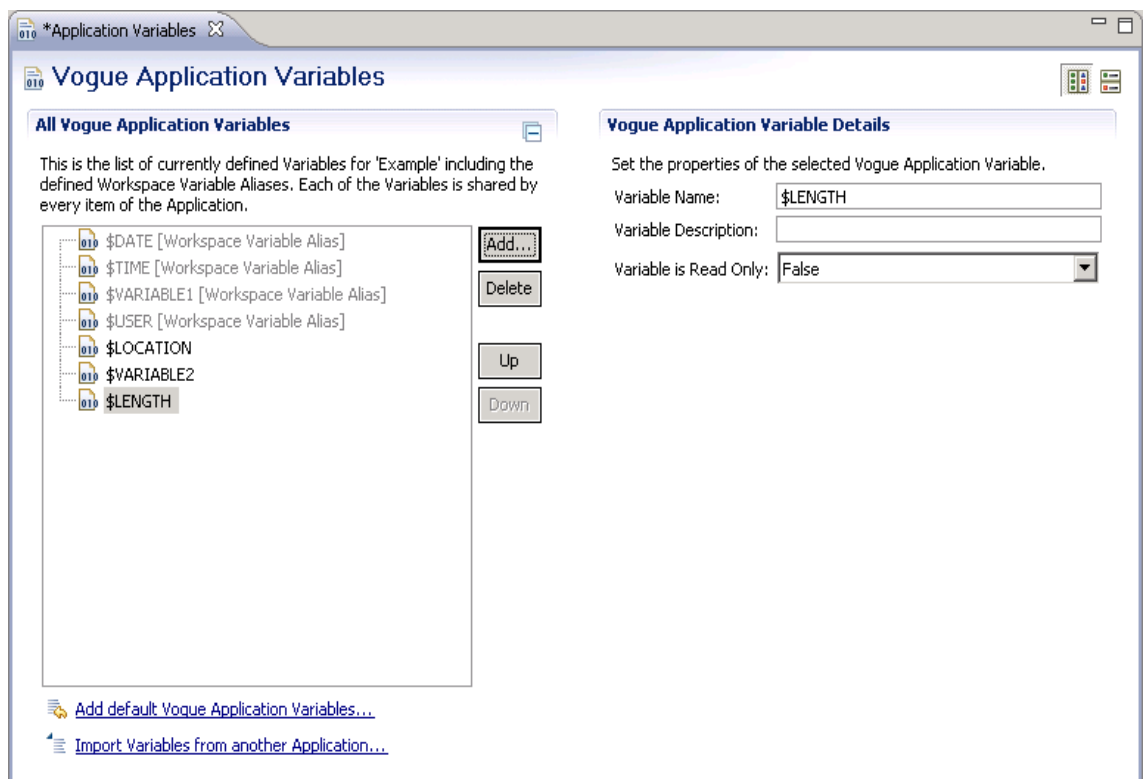 *Application Variables
Vogue Application Variables
All Vogue Application Variables
This is the list of currently defined Variables for 'Example' including the
defined Workspace Variable Aliases. Each of the Variables is shared by
every item of the Application.
$DATE [Workspace Variable Alias]
$TIME [Workspace Variable Alias]
$VARIABLE1 [Workspace Variable Alias]
$USER [Workspace Variable Alias]
$LOCATION
$VARIABLE2
$LENGTH
Add...
Delete
Up
Down
Add default Vogue Application Variables...
Import Variables from another Application...
Vogue Application Variable Details
Set the properties of the selected Vogue Application Variable.
Variable Name: $LENGTH
Variable Description:
Variable is Read Only: False